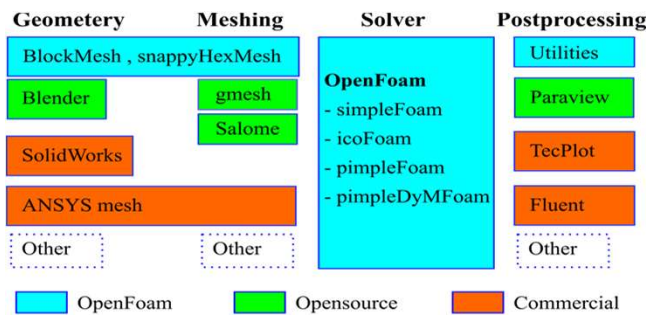 Geometery Meshing Solver Postprocessing
BlockMesh , snappyHexMesh
Blender
gmesh
Salome
SolidWorks
ANSYS mesh
Other
Other
OpenFoam
- simpleFoam
- icoFoam
- pimpleFoam
- pimpleDyMFoam
Utilities
Paraview
TecPlot
Fluent
Other
OpenFoam Opensource Commercial